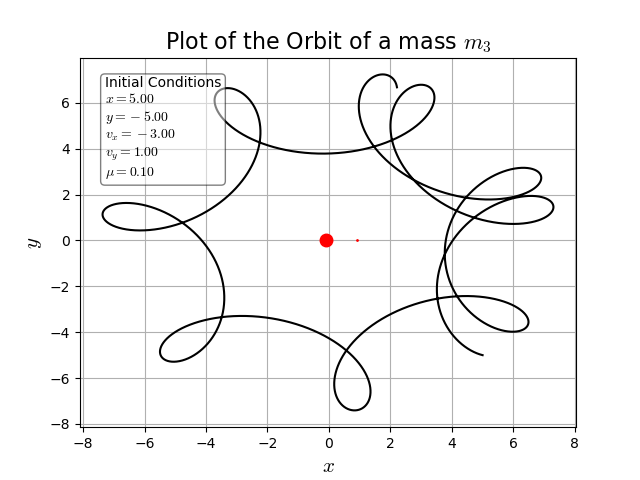 Plot of the Orbit of a mass m₃
Initial Conditions
x = 5.00
y = −5.00
vₓ = −3.00
v_y = 1.00
μ = 0.10
y
6
4
2
0
−2
−4
−6
−8
−8 −6 −4 −2 0 2 4 6 8
x